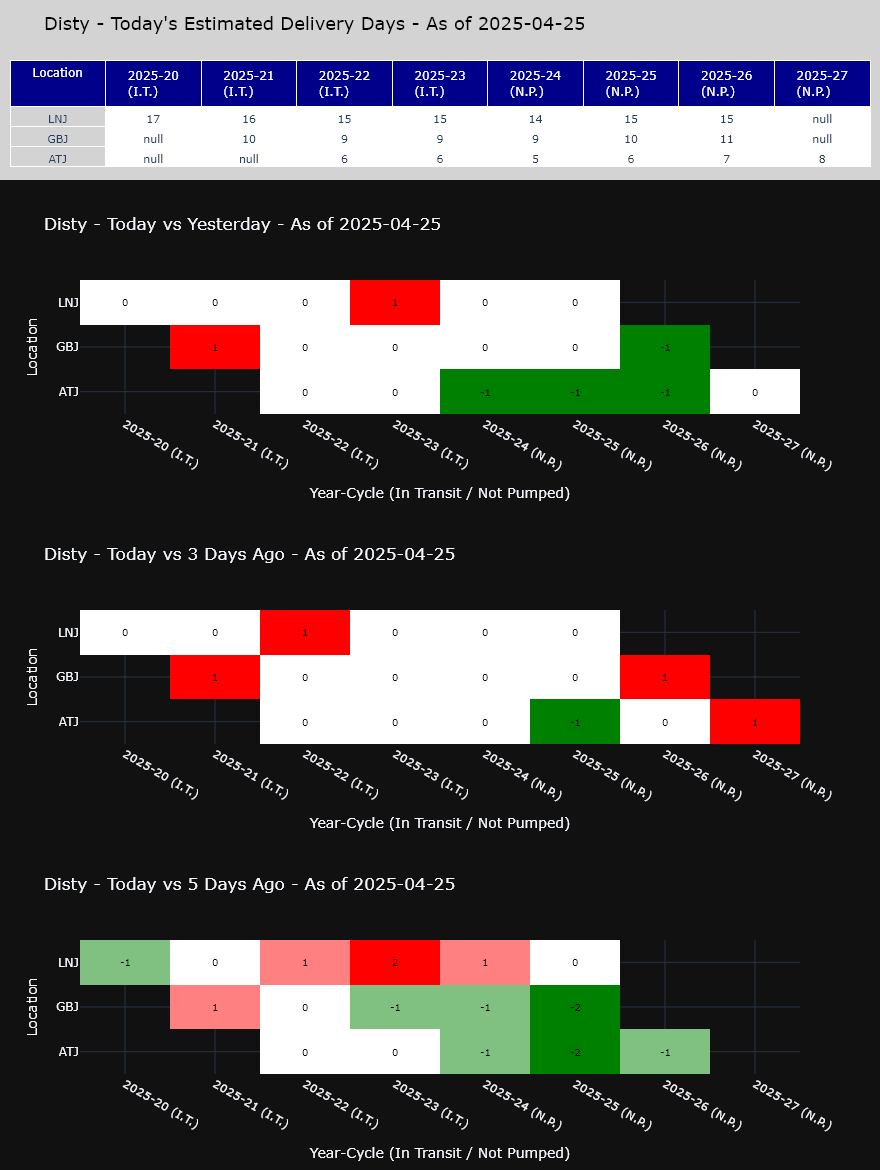 Disty - Today's Estimated Delivery Days - As of 2025-04-25
Location 2025-20 (I.T.) 2025-21 (I.T.) 2025-22 (I.T.) 2025-23 (I.T.) 2025-24 (N.P.) 2025-25 (N.P.) 2025-26 (N.P.) 2025-27 (N.P.)
LNJ 17 16 15 15 14 15 15 null
GBJ null 10 9 9 9 10 11 null
ATJ null null 6 6 5 6 7 8
Disty - Today vs Yesterday - As of 2025-04-25
Location
LNJ 0 0 0 1 0 0
GBJ 1 0 0 0 0 -1
ATJ 0 0 -1 -1 -1 0
2025-20 (I.T.) 2025-21 (I.T.) 2025-22 (I.T.) 2025-23 (I.T.) 2025-24 (N.P.) 2025-25 (N.P.) 2025-26 (N.P.) 2025-27 (N.P.)
Year-Cycle (In Transit / Not Pumped)
Disty - Today vs 3 Days Ago - As of 2025-04-25
Location
LNJ 0 0 1 0 0 0
GBJ 1 0 0 0 0 1
ATJ 0 0 0 -1 0 1
2025-20 (I.T.) 2025-21 (I.T.) 2025-22 (I.T.) 2025-23 (I.T.) 2025-24 (N.P.) 2025-25 (N.P.) 2025-26 (N.P.) 2025-27 (N.P.)
Year-Cycle (In Transit / Not Pumped)
Disty - Today vs 5 Days Ago - As of 2025-04-25
Location
LNJ -1 0 1 2 1 0
GBJ 1 0 -1 -1 -2
ATJ 0 0 -1 -2 -1
2025-20 (I.T.) 2025-21 (I.T.) 2025-22 (I.T.) 2025-23 (I.T.) 2025-24 (N.P.) 2025-25 (N.P.) 2025-26 (N.P.) 2025-27 (N.P.)
Year-Cycle (In Transit / Not Pumped)